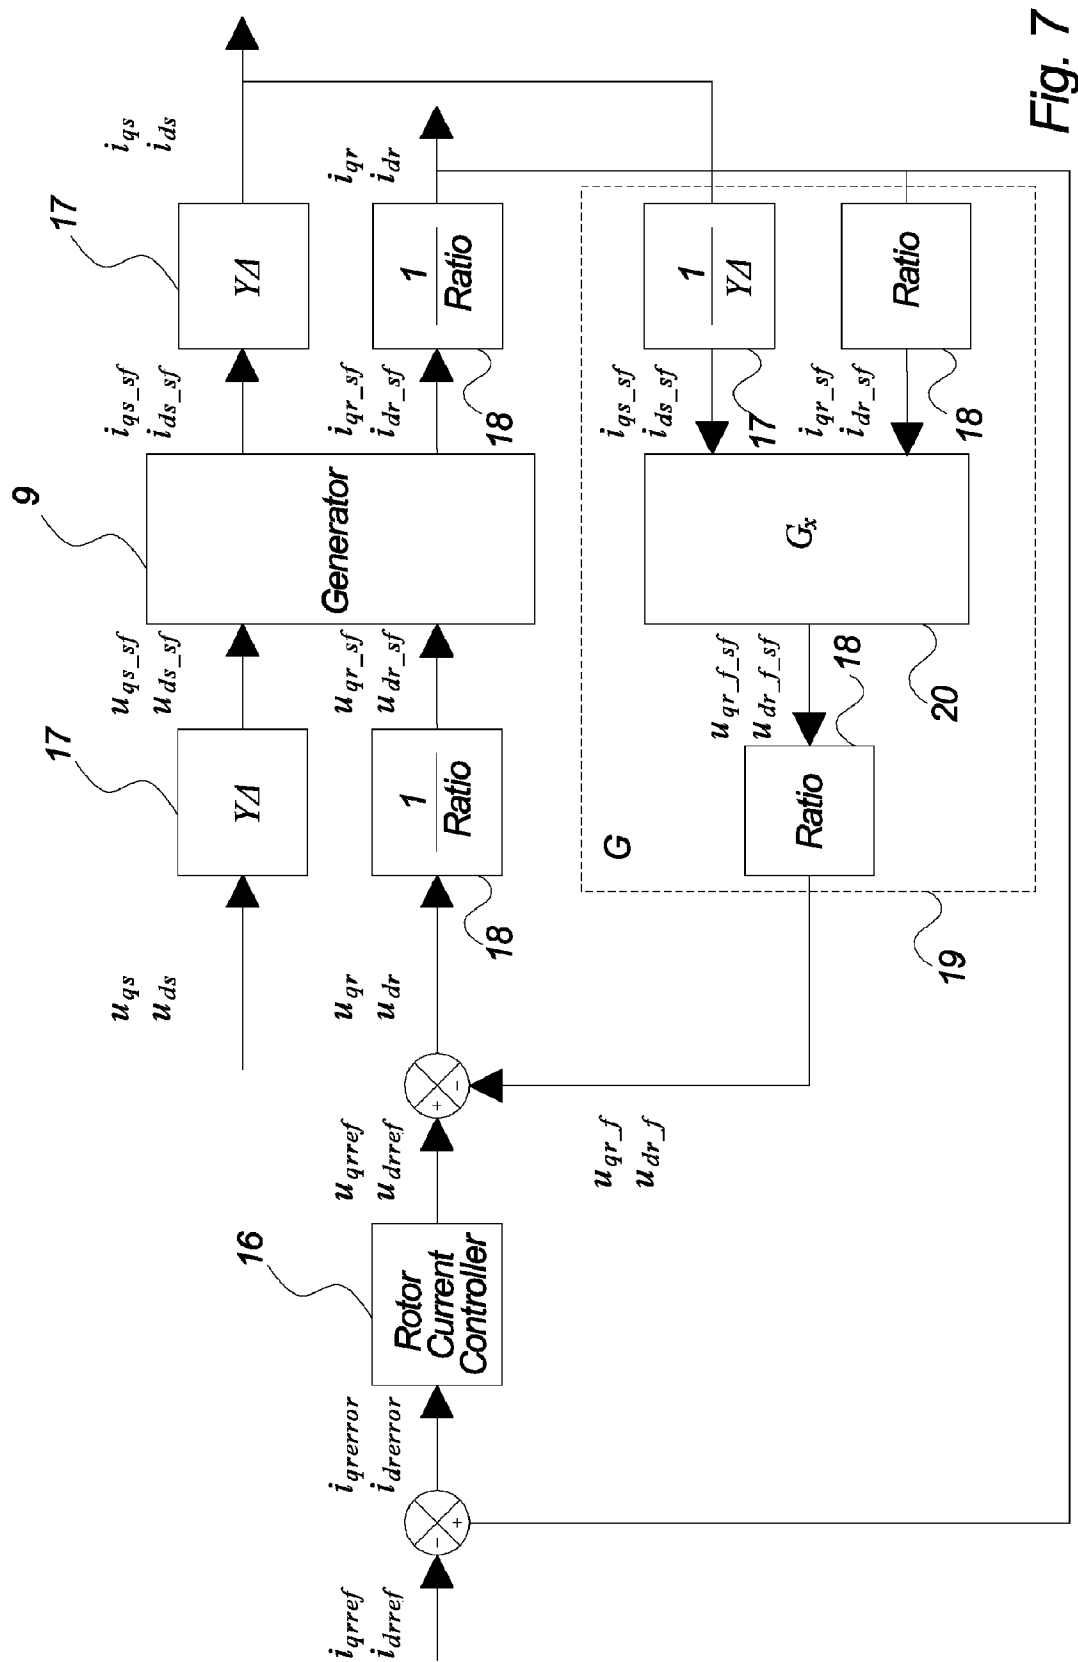 i_qrref
i_drref
i_qrerror
i_drerror
-
+
16
Rotor
Current
Controller
u_qrref
u_drref
+
-
u_qr_f
u_dr_f
u_qs
u_ds
u_qr
u_dr
17
YΔ
1
Ratio
18
u_qs_sf
u_ds_sf
u_qr_sf
u_dr_sf
9
Generator
i_qs_sf
i_ds_sf
i_qr_sf
i_dr_sf
17
YΔ
1
Ratio
18
i_qs
i_ds
i_qr
i_dr
G
19
Ratio
18
u_qr_f_sf
u_dr_f_sf
20
G_x
i_qs_sf
i_ds_sf
17
i_qr_sf
i_dr_sf
18
1
YΔ
Ratio
Fig. 7